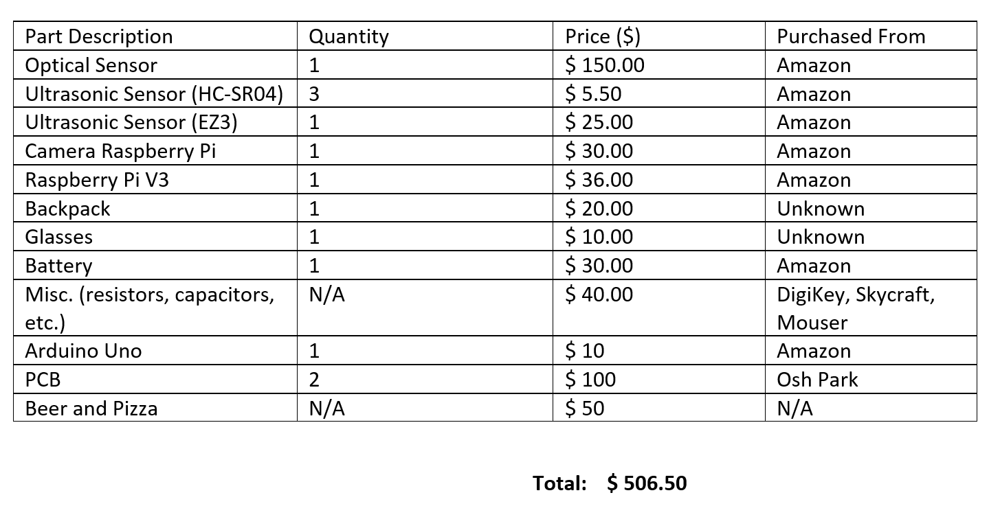 Part Description Quantity Price ($) Purchased From
Optical Sensor 1 $ 150.00 Amazon
Ultrasonic Sensor (HC-SR04) 3 $ 5.50 Amazon
Ultrasonic Sensor (EZ3) 1 $ 25.00 Amazon
Camera Raspberry Pi 1 $ 30.00 Amazon
Raspberry Pi V3 1 $ 36.00 Amazon
Backpack 1 $ 20.00 Unknown
Glasses 1 $ 10.00 Unknown
Battery 1 $ 30.00 Amazon
Misc. (resistors, capacitors, N/A $ 40.00 DigiKey, Skycraft,
etc.) Mouser
Arduino Uno 1 $ 10 Amazon
PCB 2 $ 100 Osh Park
Beer and Pizza N/A $ 50 N/A
Total: $ 506.50